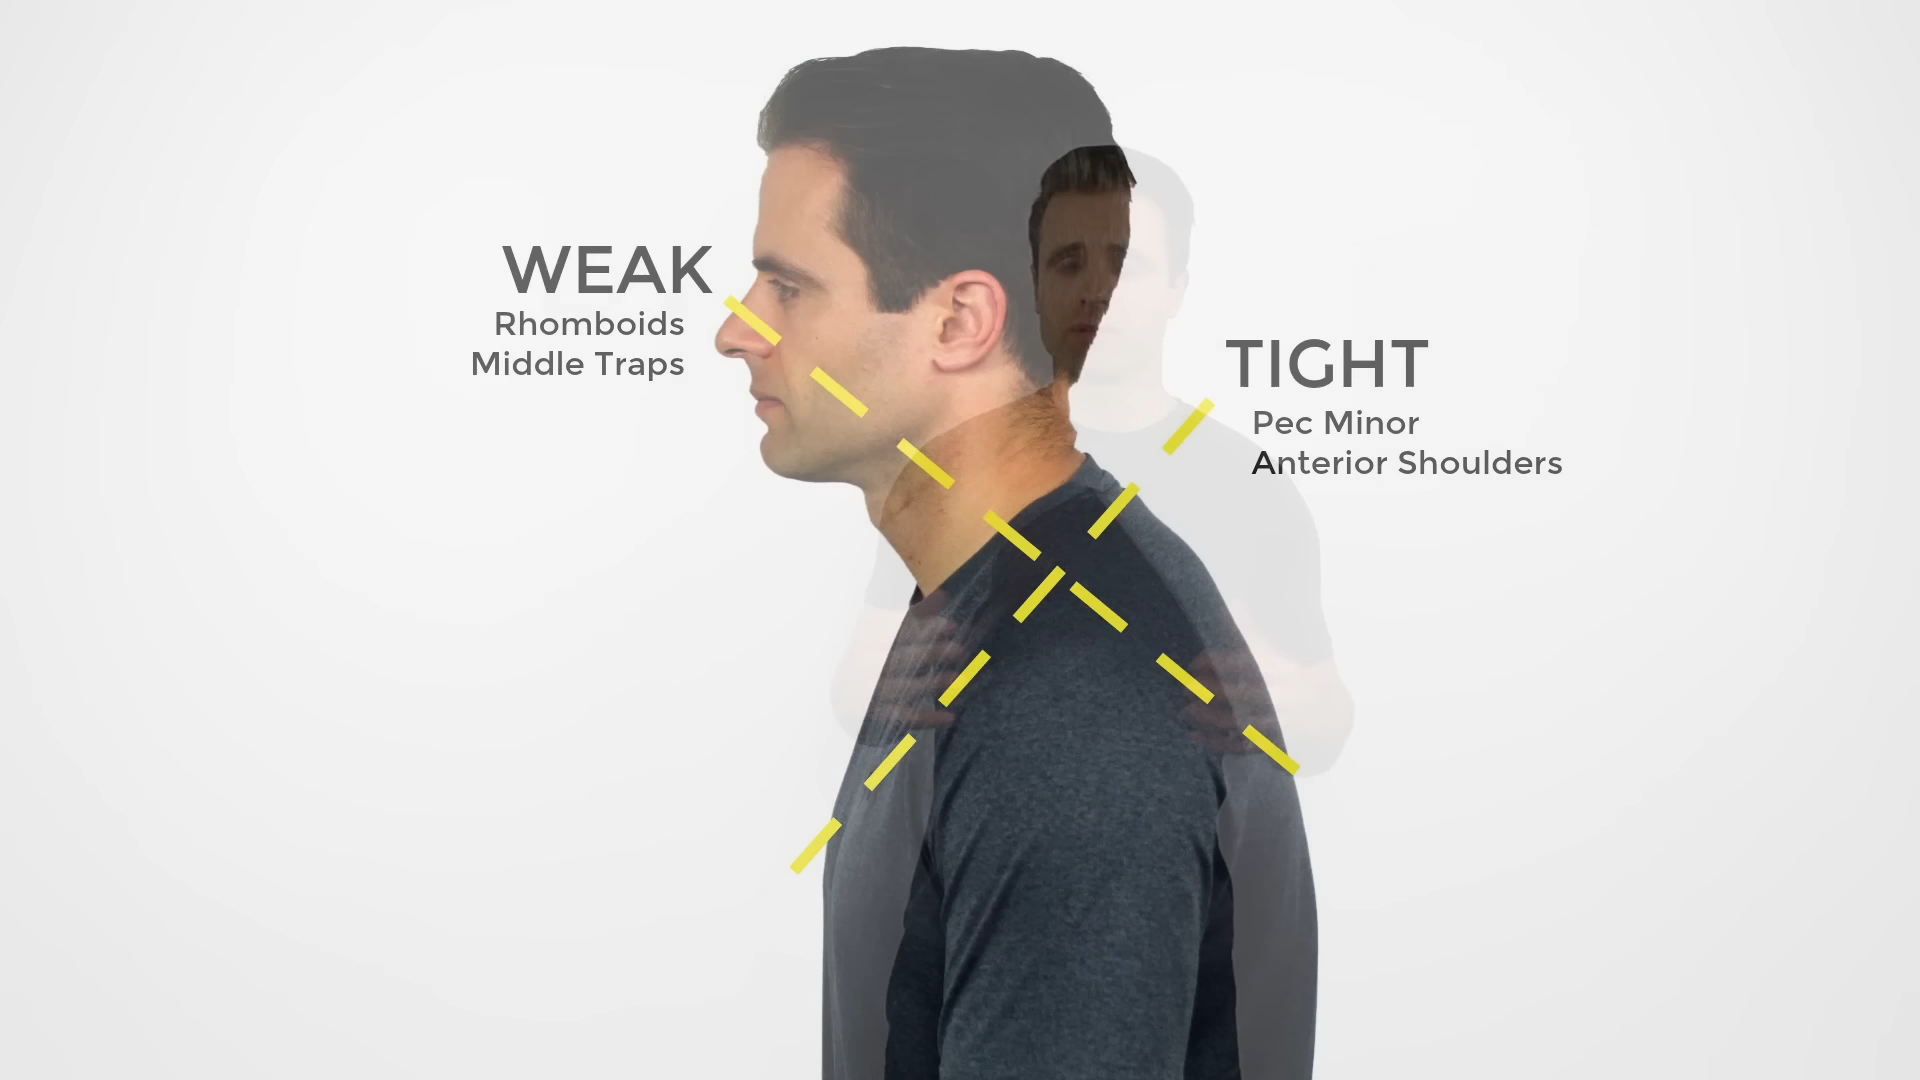 WEAK
Rhomboids
Middle Traps
TIGHT
Pec Minor
Anterior Shoulders